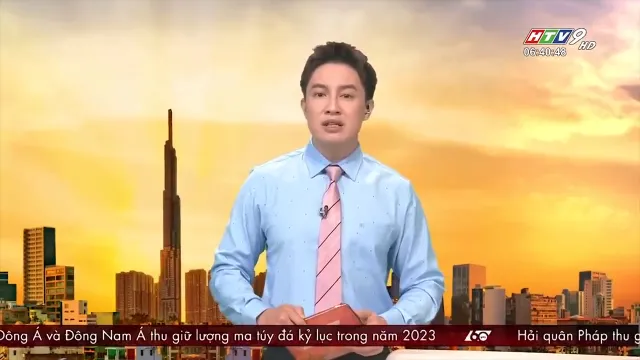 HTV9 HD
06:40:48
Đông Á và Đông Nam Á thu giữ lượng ma túy đá kỷ lục trong năm 2023 60 Hải quân Pháp thu